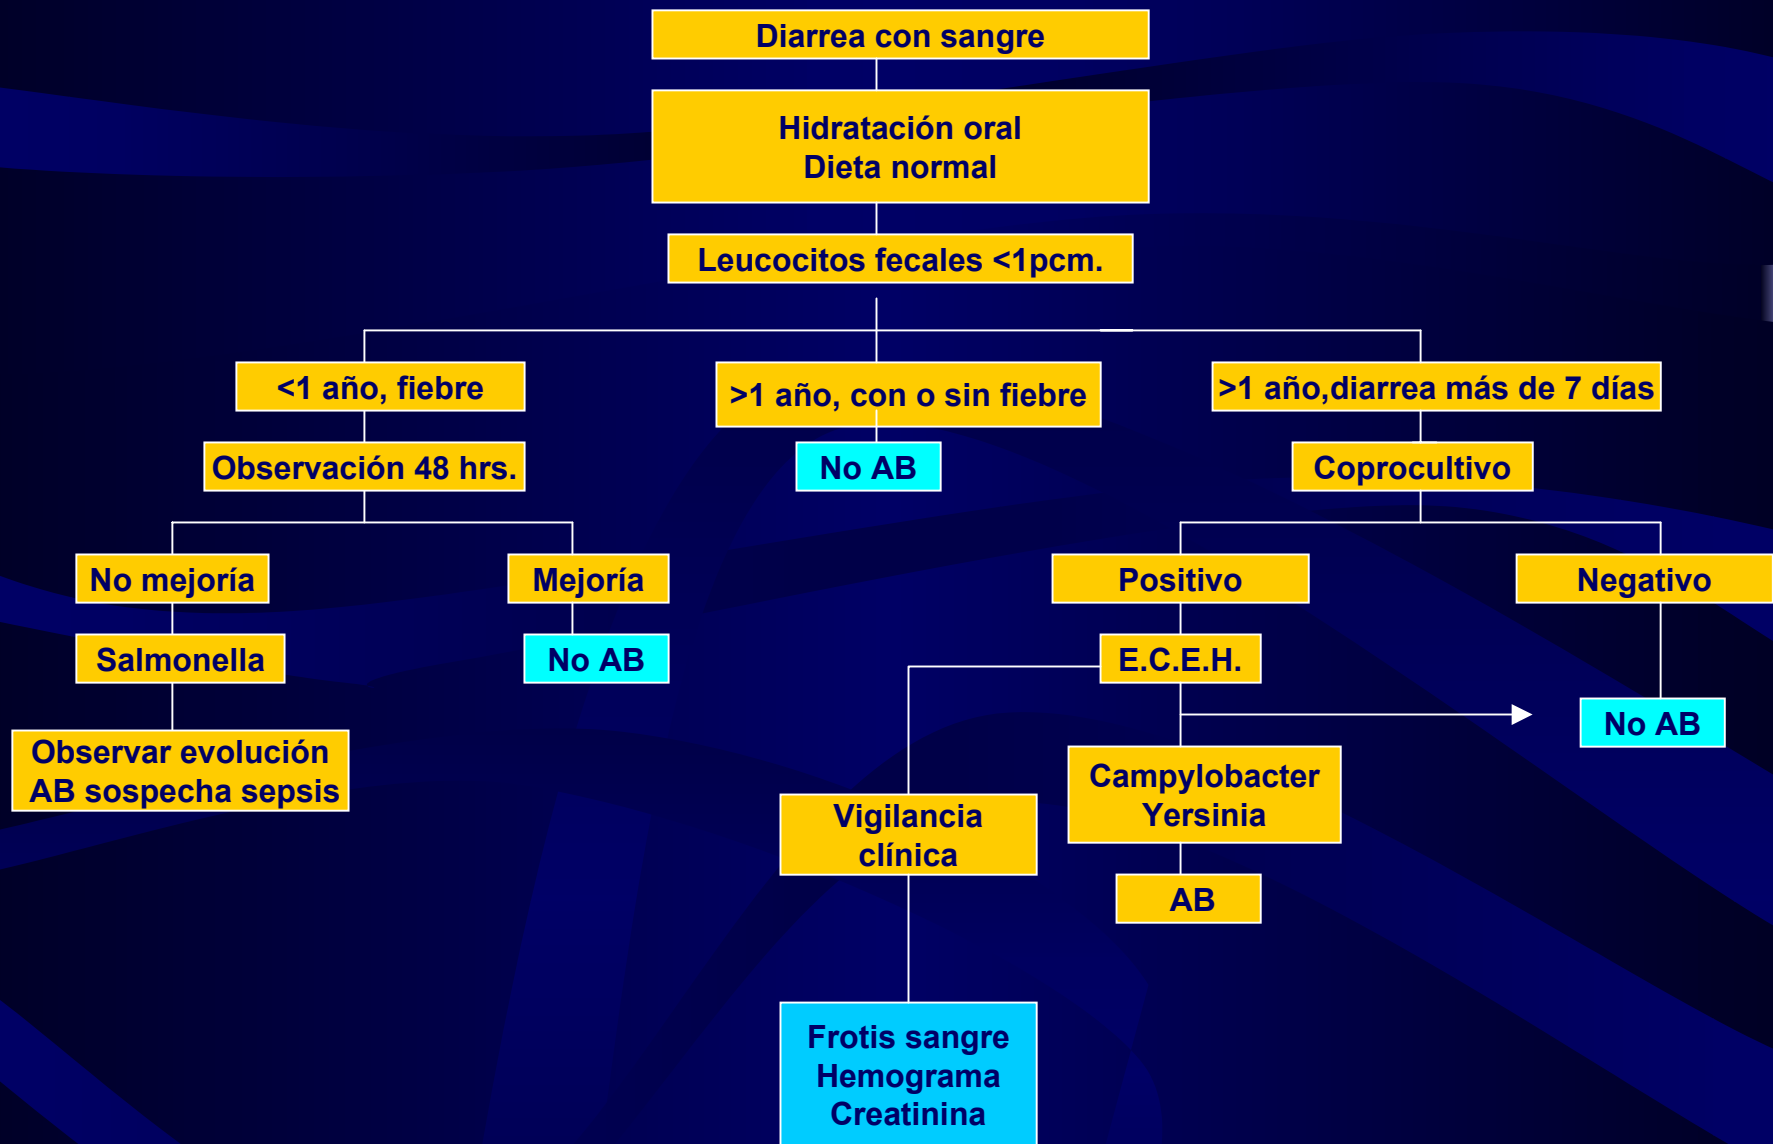 Diarrea con sangre
Hidratación oral
Dieta normal
Leucocitos fecales <1pcm.
<1 año, fiebre
>1 año, con o sin fiebre
>1 año,diarrea más de 7 días
Observación 48 hrs.
No AB
Coprocultivo
No mejoría
Mejoría
Positivo
Negativo
Salmonella
No AB
E.C.E.H.
No AB
Observar evolución
AB sospecha sepsis
Campylobacter
Yersinia
Vigilancia
clínica
AB
Frotis sangre
Hemograma
Creatinina